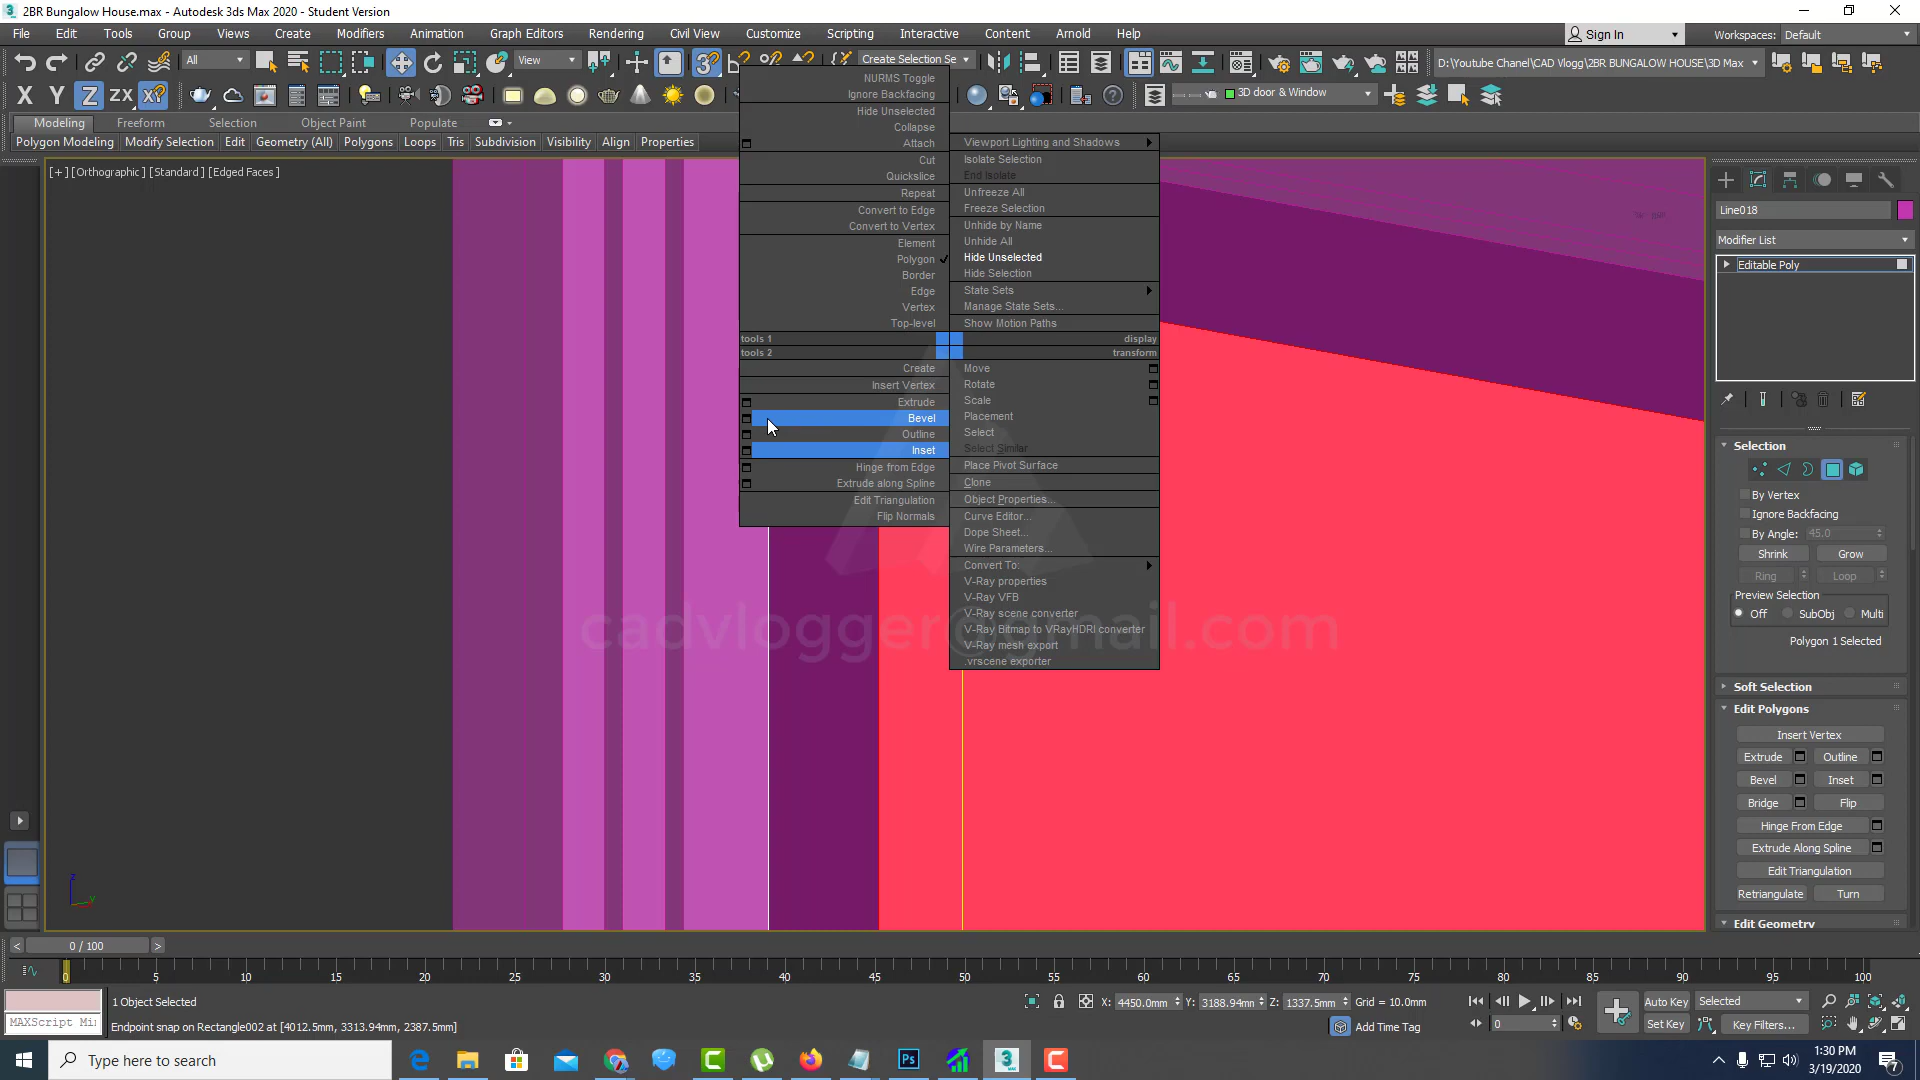 2BR Bungalow House.max - Autodesk 3ds Max 2020 - Student Version
File Edit Tools Group Views Create Modifiers Animation Graph Editors Rendering Civil View Customize Scripting Interactive Content Arnold Help
Sign In Workspaces: Default
All View Create Selection Se D:\Youtube Chanel\CAD Vlogg\2BR BUNGALOW HOUSE\3D Max
X Y Z ZX XY 3D door & Window
Modeling Freeform Selection Object Paint Populate
Polygon Modeling Modify Selection Edit Geometry (All) Polygons Loops Tris Subdivision Visibility Align Properties
[+] [Orthographic] [Standard] [Edged Faces]
NURMS Toggle
Ignore Backfacing
Hide Unselected
Collapse
Attach
Cut
Quickslice
Repeat
Convert to Edge
Convert to Vertex
Element
Polygon
Border
Edge
Vertex
Top-level
tools 1
tools 2
Create
Insert Vertex
Extrude
Bevel
Outline
Inset
Hinge from Edge
Extrude along Spline
Edit Triangulation
Flip Normals
Viewport Lighting and Shadows
Isolate Selection
End Isolate
Unfreeze All
Freeze Selection
Unhide by Name
Unhide All
Hide Unselected
Hide Selection
State Sets
Manage State Sets...
Show Motion Paths
display
transform
Move
Rotate
Scale
Placement
Select
Select Similar
Place Pivot Surface
Clone
Object Properties...
Curve Editor...
Dope Sheet...
Wire Parameters...
Convert To:
V-Ray properties
V-Ray VFB
V-Ray scene converter
V-Ray Bitmap to VRayHDRI converter
V-Ray mesh export
.vrscene exporter
cadvlogger@gmail.com
Line018
Modifier List
Editable Poly
Selection
By Vertex
Ignore Backfacing
By Angle: 45.0
Shrink Grow
Ring Loop
Preview Selection
Off SubObj Multi
Polygon 1 Selected
Soft Selection
Edit Polygons
Insert Vertex
Extrude Outline
Bevel Inset
Bridge Flip
Hinge From Edge
Extrude Along Spline
Edit Triangulation
Retriangulate Turn
Edit Geometry
0 / 100
0 5 10 15 20 25 30 35 40 45 50 55 60 65 70 75 80 85 90 95 100
1 Object Selected
X: 4450.0mm Y: 3188.94mm Z: 1337.5mm Grid = 10.0mm
Auto Key Selected
MAXScript Mi
Endpoint snap on Rectangle002 at [4012.5mm, 3313.94mm, 2387.5mm]
Add Time Tag
0
Set Key Key Filters...
Type here to search
1:30 PM
3/19/2020